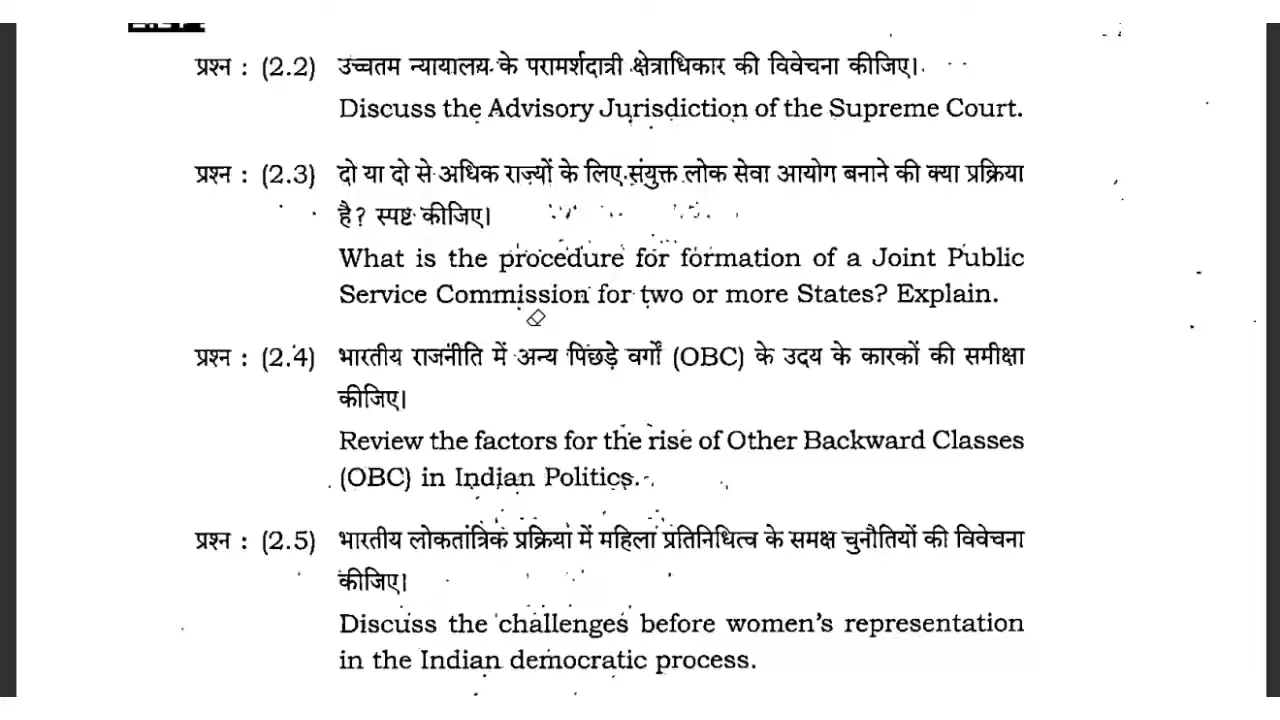 प्रश्न : (2.2) उच्चतम न्यायालय के परामर्शदात्री क्षेत्राधिकार की विवेचना कीजिए।
Discuss the Advisory Jurisdiction of the Supreme Court.
प्रश्न : (2.3) दो या दो से अधिक राज्यों के लिए संयुक्त लोक सेवा आयोग बनाने की क्या प्रक्रिया
है? स्पष्ट कीजिए।
What is the procedure for formation of a Joint Public
Service Commission for two or more States? Explain.
प्रश्न : (2.4) भारतीय राजनीति में अन्य पिछड़े वर्गों (OBC) के उदय के कारकों की समीक्षा
कीजिए।
Review the factors for the rise of Other Backward Classes
(OBC) in Indian Politics.
प्रश्न : (2.5) भारतीय लोकतांत्रिक प्रक्रिया में महिला प्रतिनिधित्व के समक्ष चुनौतियों की विवेचना
कीजिए।
Discuss the challenges before women's representation
in the Indian democratic process.